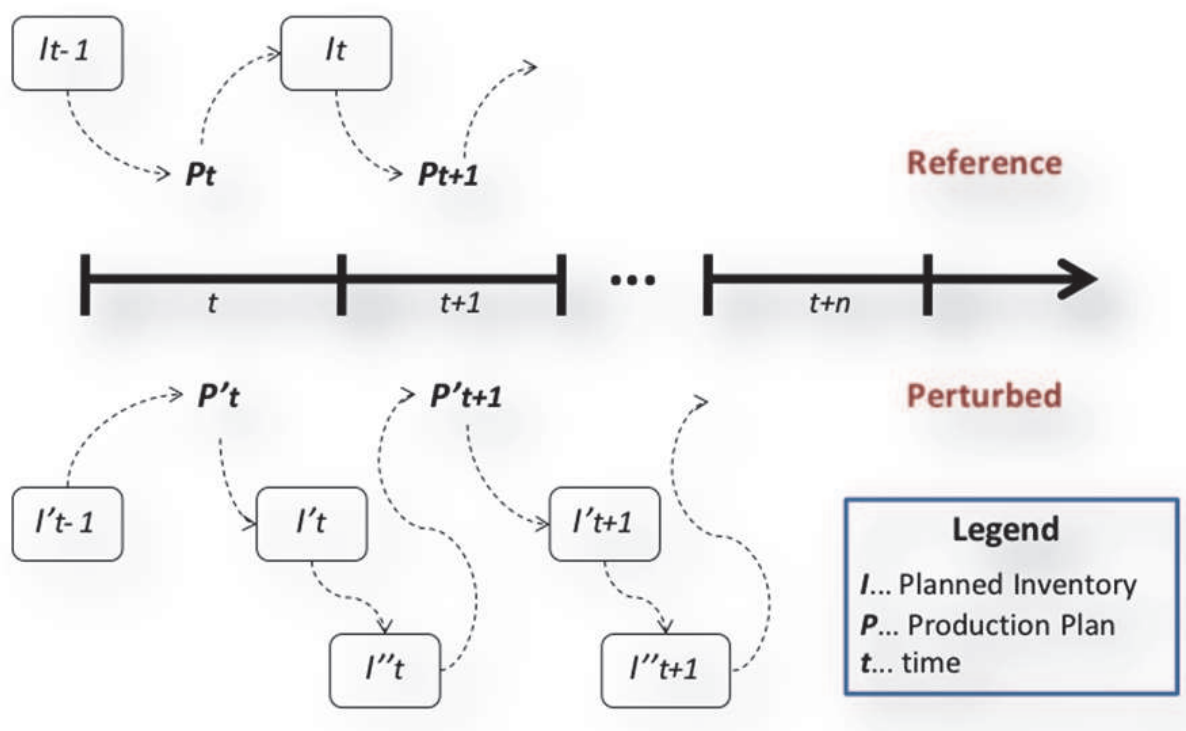 It-1
It
Pt
Pt+1
Reference
t
t+1
...
t+n
P't
P't+1
Perturbed
I't-1
I't
I't+1
I''t
I''t+1
Legend
I... Planned Inventory
P... Production Plan
t... time